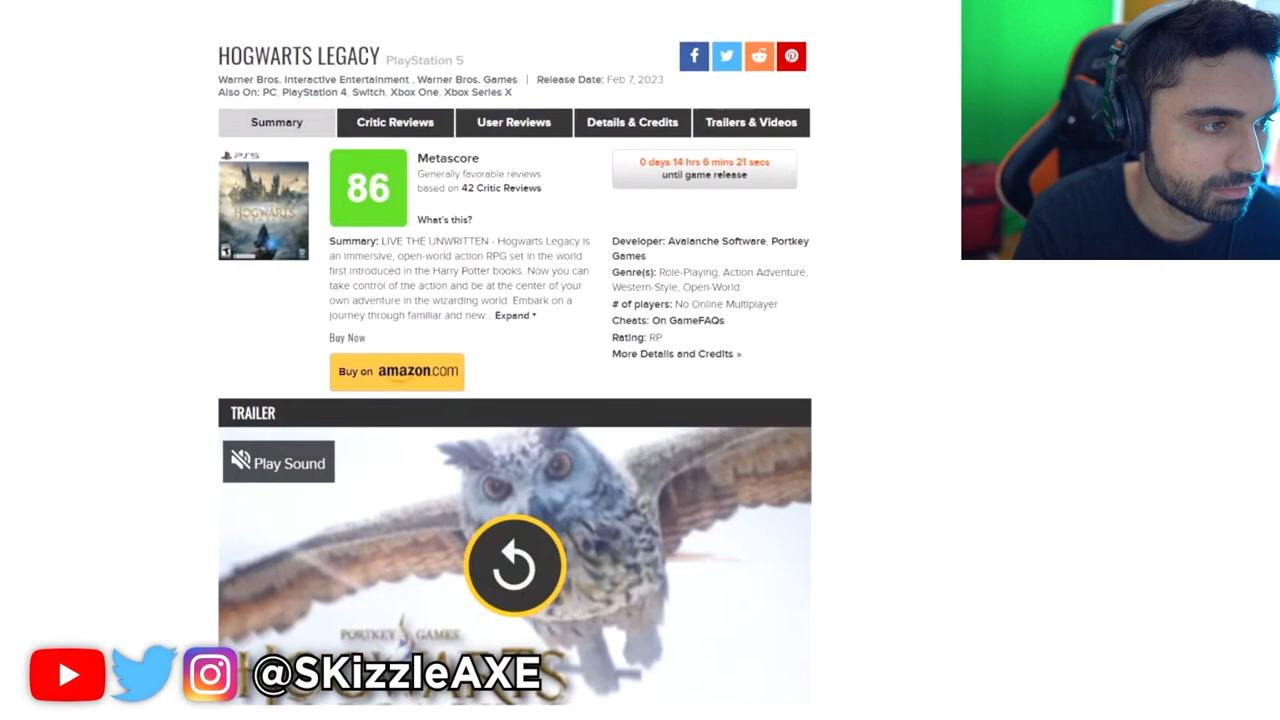 HOGWARTS LEGACY PlayStation 5
Warner Bros. Interactive Entertainment , Warner Bros. Games | Release Date: Feb 7, 2023
Also On: PC, PlayStation 4, Switch, Xbox One, Xbox Series X
Summary Critic Reviews User Reviews Details & Credits Trailers & Videos
PS5
HOGWARTS
86
Metascore
Generally favorable reviews
based on 42 Critic Reviews
What's this?
0 days 14 hrs 6 mins 21 secs
until game release
Summary: LIVE THE UNWRITTEN - Hogwarts Legacy is
an immersive, open-world action RPG set in the world
first introduced in the Harry Potter books. Now you can
take control of the action and be at the center of your
own adventure in the wizarding world. Embark on a
journey through familiar and new... Expand
Buy Now
Buy on amazon.com
Developer: Avalanche Software, Portkey
Games
Genre(s): Role-Playing, Action Adventure,
Western-Style, Open-World
# of players: No Online Multiplayer
Cheats: On GameFAQs
Rating: RP
More Details and Credits »
TRAILER
Play Sound
PORTKEY GAMES
HOGWARTS
@SKizzleAXE